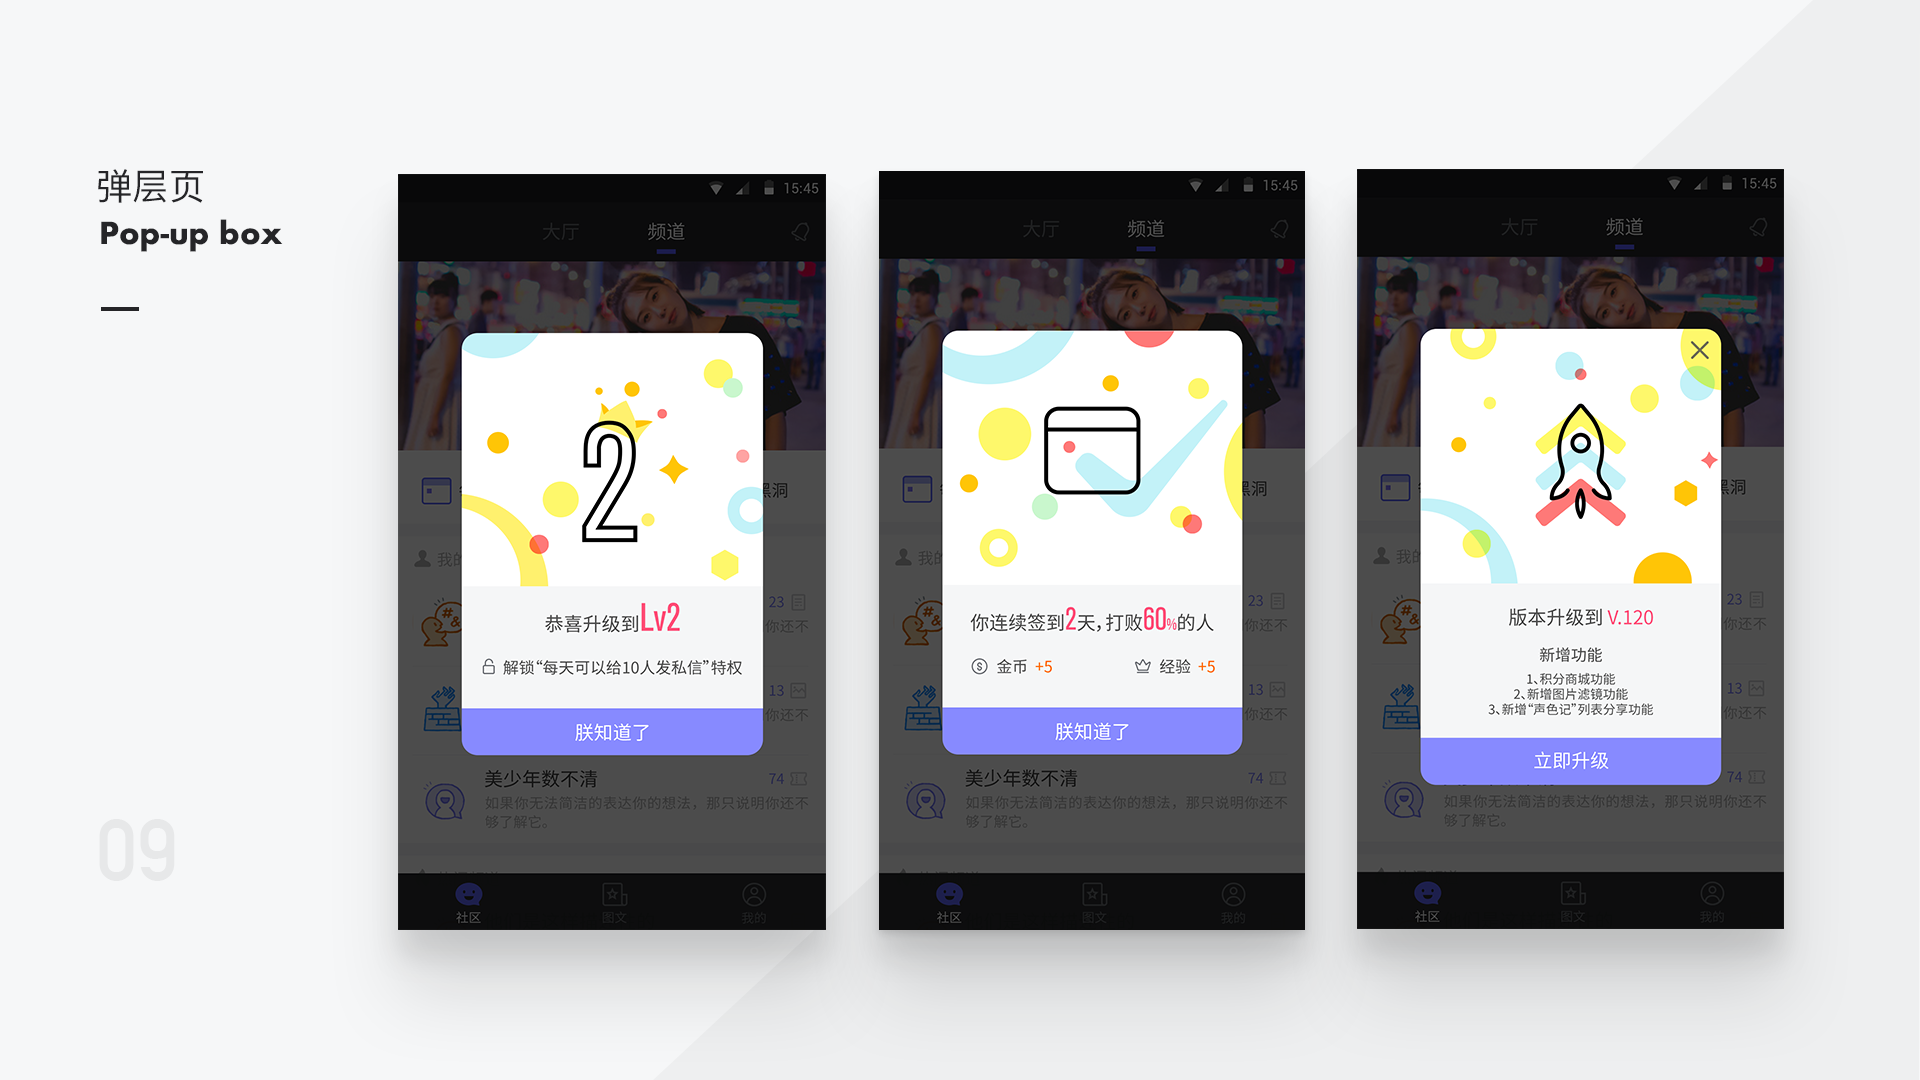 弹层页
Pop-up box
09
15:45
大厅
频道
黑洞
我的
23
你还不
13
你还不
恭喜升级到Lv2
解锁“每天可以给10人发私信”特权
朕知道了
美少年数不清
74
如果你无法简洁的表达你的想法，那只说明你还不
够了解它。
社区
图文
我的
15:45
大厅
频道
黑洞
我的
23
你还不
13
你还不
你连续签到2天,打败60%的人
金币 +5
经验 +5
朕知道了
美少年数不清
74
如果你无法简洁的表达你的想法，那只说明你还不
够了解它。
社区
图文
我的
15:45
大厅
频道
黑洞
我的
23
你还不
13
你还不
版本升级到 V.120
新增功能
1、积分商城功能
2、新增图片滤镜功能
3、新增“声色记”列表分享功能
立即升级
74
如果你无法简洁的表达你的想法，那只说明你还不
够了解它。
社区
图文
我的